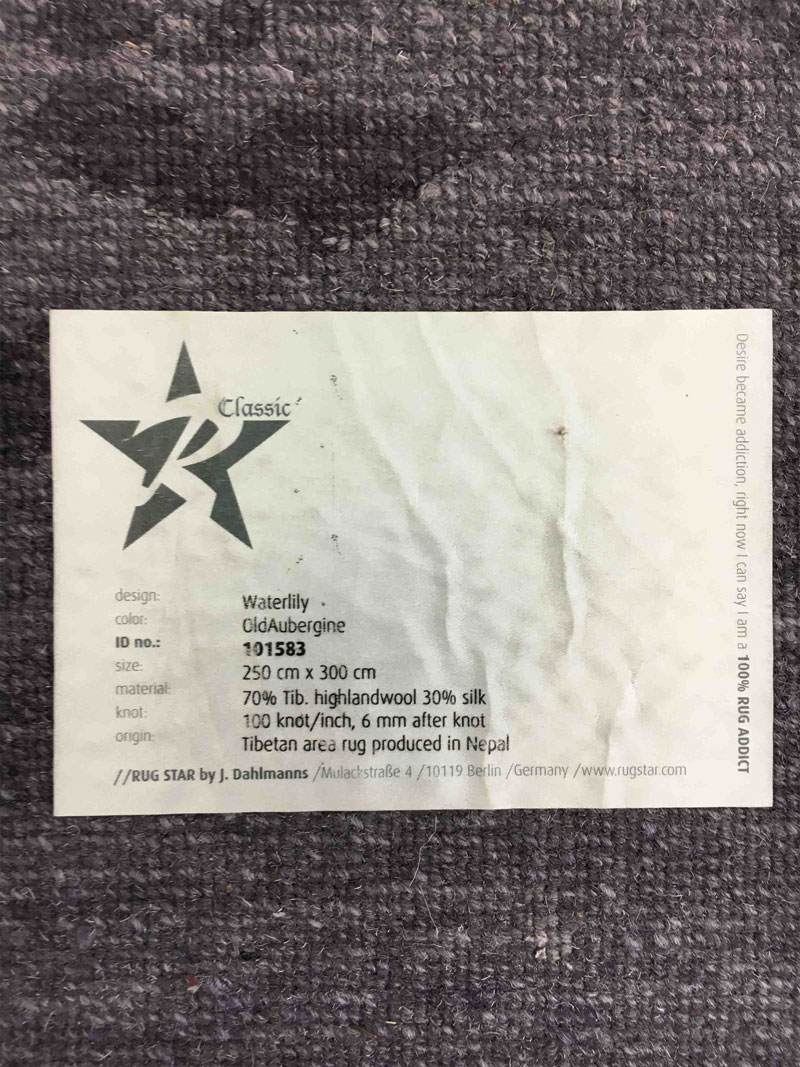 Classic
design: Waterlily
color: OldAubergine
ID no.: 101583
size: 250 cm x 300 cm
material: 70% Tib. highlandwool 30% silk
knot: 100 knot/inch, 6 mm after knot
origin: Tibetan area rug produced in Nepal
//RUG STAR by J. Dahlmanns /Mulackstraße 4 /10119 Berlin /Germany /www.rugstar.com
Desire became addiction, right now I can say I am a 100% RUG ADDICT